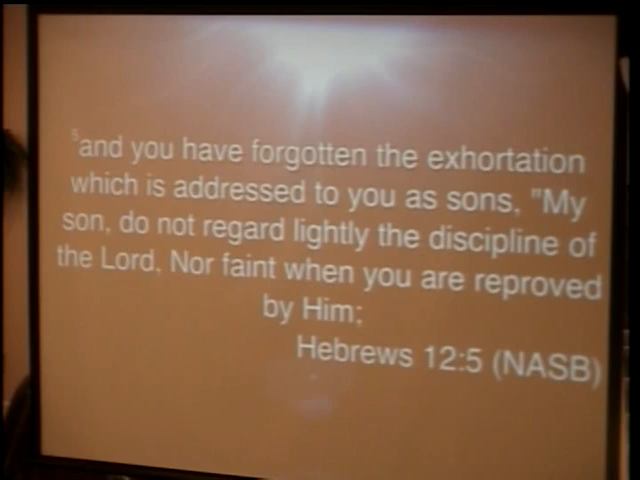 5and you have forgotten the exhortation
which is addressed to you as sons, "My
son, do not regard lightly the discipline of
the Lord, Nor faint when you are reproved
by Him;
Hebrews 12:5 (NASB)